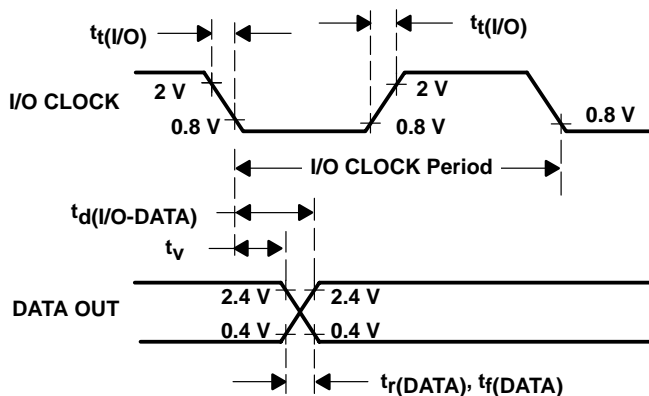 tt(I/O)
tt(I/O)
I/O CLOCK
2 V
2 V
0.8 V
0.8 V
0.8 V
I/O CLOCK Period
td(I/O-DATA)
tv
DATA OUT
2.4 V
2.4 V
0.4 V
0.4 V
tr(DATA), tf(DATA)